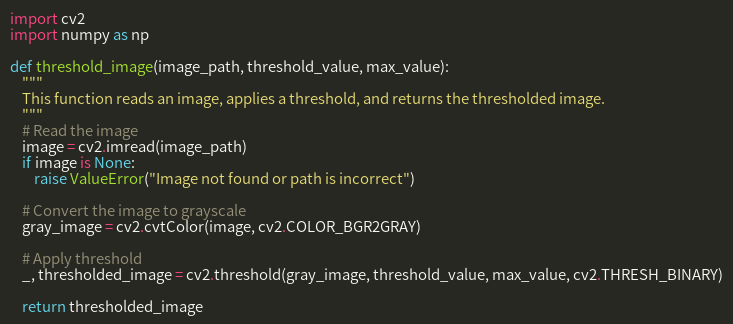 import cv2
import numpy as np

def threshold_image(image_path, threshold_value, max_value):
    """
    This function reads an image, applies a threshold, and returns the thresholded image.
    """
    # Read the image
    image = cv2.imread(image_path)
    if image is None:
        raise ValueError("Image not found or path is incorrect")

    # Convert the image to grayscale
    gray_image = cv2.cvtColor(image, cv2.COLOR_BGR2GRAY)

    # Apply threshold
    _, thresholded_image = cv2.threshold(gray_image, threshold_value, max_value, cv2.THRESH_BINARY)

    return thresholded_image